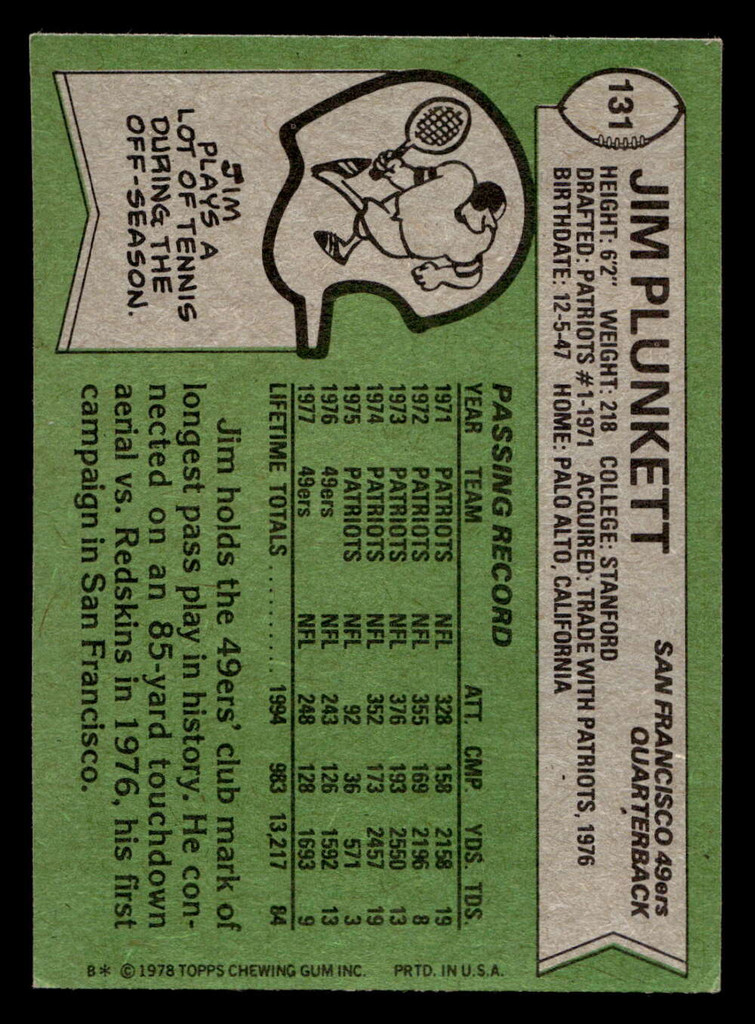 131
JIM PLUNKETT
SAN FRANCISCO 49ers
QUARTERBACK
HEIGHT: 6'2" WEIGHT: 218 COLLEGE: STANFORD
DRAFTED: PATRIOTS #1-1971 ACQUIRED: TRADE WITH PATRIOTS, 1976
BIRTHDATE: 12-5-47 HOME: PALO ALTO, CALIFORNIA
JIM
PLAYS A
LOT OF TENNIS
DURING THE
OFF-SEASON.
PASSING RECORD
YEAR TEAM ATT. CMP. YDS. TDS.
1971 PATRIOTS NFL 328 158 2158 19
1972 PATRIOTS NFL 355 169 2196 8
1973 PATRIOTS NFL 376 193 2550 13
1974 PATRIOTS NFL 352 173 2457 19
1975 PATRIOTS NFL 92 36 571 3
1976 49ers NFL 243 126 1592 13
1977 49ers NFL 248 128 1693 9
LIFETIME TOTALS .......... 1994 983 13,217 84
Jim holds the 49ers' club mark of
longest pass play in history. He con-
nected on an 85-yard touchdown
aerial vs. Redskins in 1976, his first
campaign in San Francisco.
B* © 1978 TOPPS CHEWING GUM INC. PRTD. IN U.S.A.